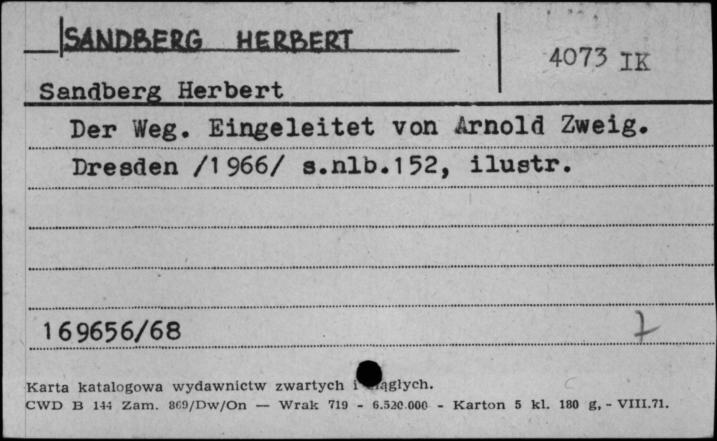 SANDBERG HERBERT
4073 IK
Sandberg Herbert
Der Weg. Eingeleitet von Arnold Zweig.
Dresden /1966/ s.nlb.152, ilustr.
169656/68
7
Karta katalogowa wydawnictw zwartych i ciągłych.
CWD B 144 Zam. 869/Dw/On — Wrak 719 - 6.520.000 - Karton 5 kl. 180 g, - VIII.71.